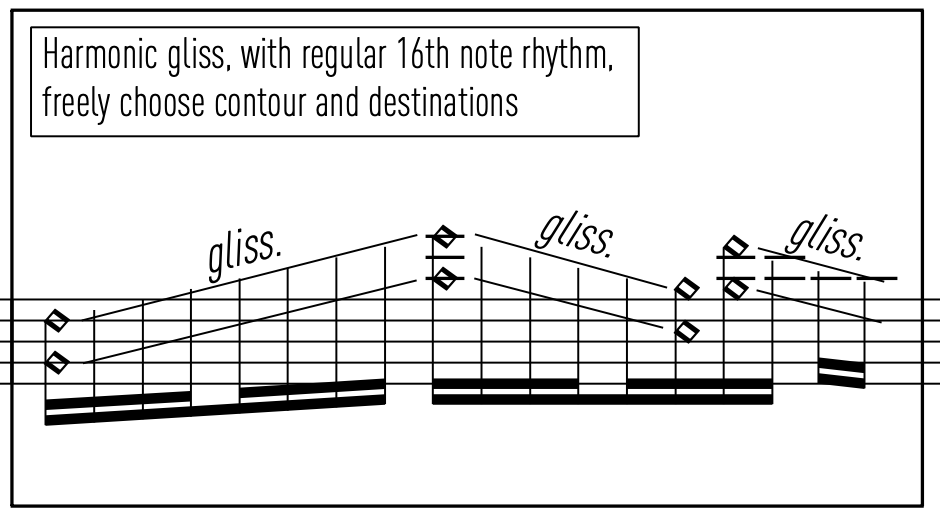 Harmonic gliss, with regular 16th note rhythm,
freely choose contour and destinations
gliss. gliss. gliss.